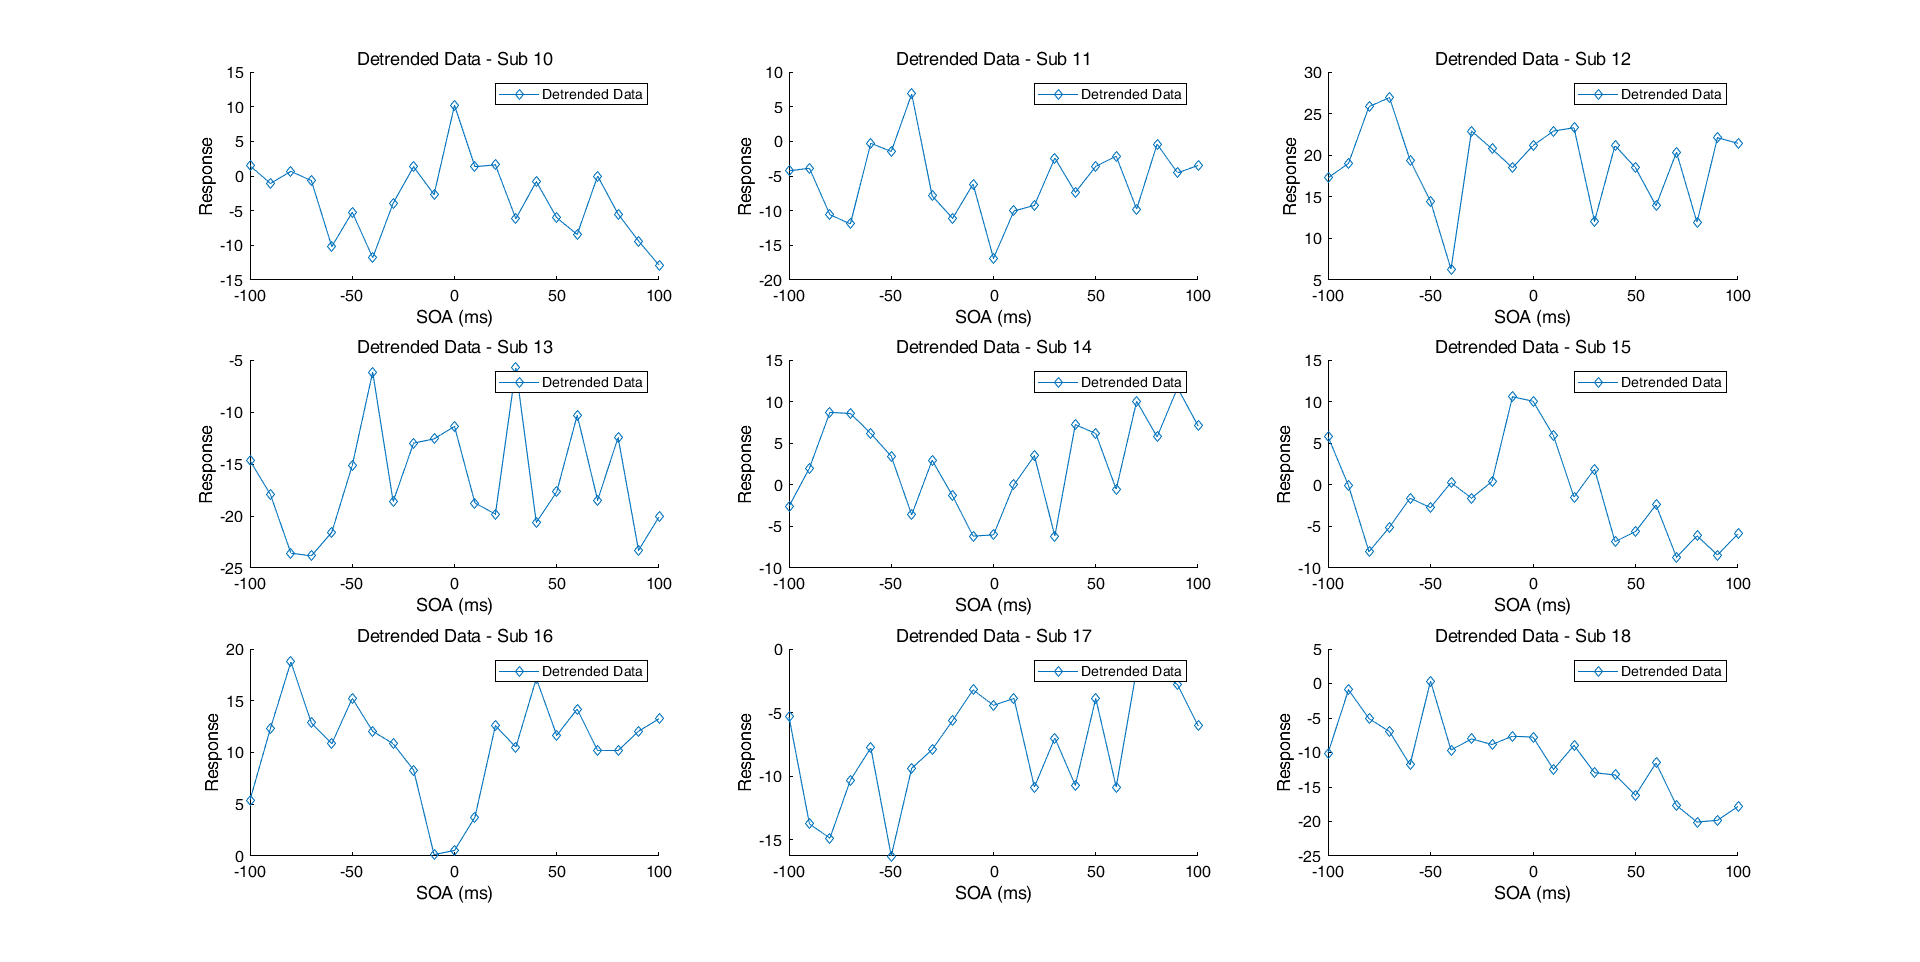 Detrended Data - Sub 10
Detrended Data
15
10
5
0
-5
-10
-15
Response
-100
-50
0
50
100
SOA (ms)
Detrended Data - Sub 11
Detrended Data
10
5
0
-5
-10
-15
-20
Response
-100
-50
0
50
100
SOA (ms)
Detrended Data - Sub 12
Detrended Data
30
25
20
15
10
5
Response
-100
-50
0
50
100
SOA (ms)
Detrended Data - Sub 13
Detrended Data
-5
-10
-15
-20
-25
Response
-100
-50
0
50
100
SOA (ms)
Detrended Data - Sub 14
Detrended Data
15
10
5
0
-5
-10
Response
-100
-50
0
50
100
SOA (ms)
Detrended Data - Sub 15
Detrended Data
15
10
5
0
-5
-10
Response
-100
-50
0
50
100
SOA (ms)
Detrended Data - Sub 16
Detrended Data
20
15
10
5
0
Response
-100
-50
0
50
100
SOA (ms)
Detrended Data - Sub 17
Detrended Data
0
-5
-10
-15
Response
-100
-50
0
50
100
SOA (ms)
Detrended Data - Sub 18
Detrended Data
5
0
-5
-10
-15
-20
-25
Response
-100
-50
0
50
100
SOA (ms)